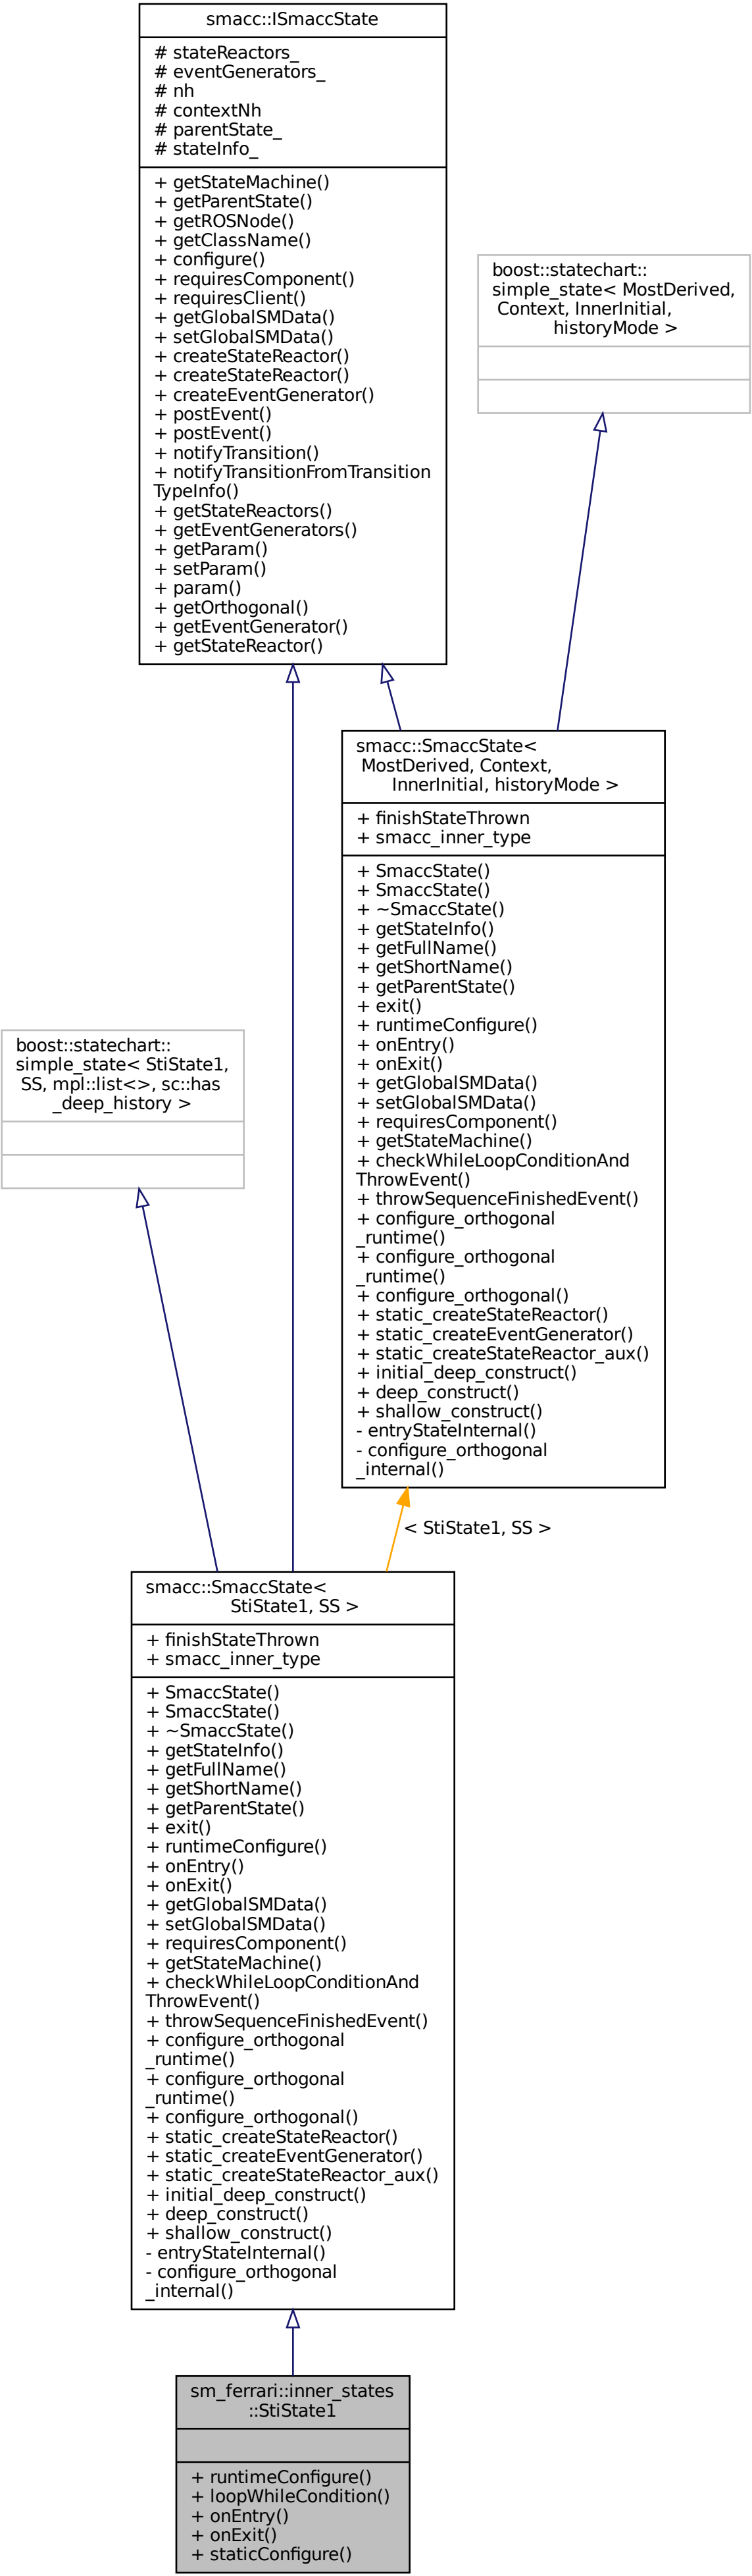 smacc::ISmaccState
# stateReactors_
# eventGenerators_
# nh
# contextNh
# parentState_
# stateInfo_
+ getStateMachine()
+ getParentState()
+ getROSNode()
+ getClassName()
+ configure()
+ requiresComponent()
+ requiresClient()
+ getGlobalSMData()
+ setGlobalSMData()
+ createStateReactor()
+ createStateReactor()
+ createEventGenerator()
+ postEvent()
+ postEvent()
+ notifyTransition()
+ notifyTransitionFromTransition
TypeInfo()
+ getStateReactors()
+ getEventGenerators()
+ getParam()
+ setParam()
+ param()
+ getOrthogonal()
+ getEventGenerator()
+ getStateReactor()
boost::statechart::
simple_state< MostDerived,
Context, InnerInitial,
historyMode >
smacc::SmaccState<
MostDerived, Context,
InnerInitial, historyMode >
+ finishStateThrown
+ smacc_inner_type
+ SmaccState()
+ SmaccState()
+ ~SmaccState()
+ getStateInfo()
+ getFullName()
+ getShortName()
+ getParentState()
+ exit()
+ runtimeConfigure()
+ onEntry()
+ onExit()
+ getGlobalSMData()
+ setGlobalSMData()
+ requiresComponent()
+ getStateMachine()
+ checkWhileLoopConditionAnd
ThrowEvent()
+ throwSequenceFinishedEvent()
+ configure_orthogonal
_runtime()
+ configure_orthogonal
_runtime()
+ configure_orthogonal()
+ static_createStateReactor()
+ static_createEventGenerator()
+ static_createStateReactor_aux()
+ initial_deep_construct()
+ deep_construct()
+ shallow_construct()
- entryStateInternal()
- configure_orthogonal
_internal()
boost::statechart::
simple_state< StiState1,
SS, mpl::list<>, sc::has
_deep_history >
< StiState1, SS >
smacc::SmaccState<
StiState1, SS >
+ finishStateThrown
+ smacc_inner_type
+ SmaccState()
+ SmaccState()
+ ~SmaccState()
+ getStateInfo()
+ getFullName()
+ getShortName()
+ getParentState()
+ exit()
+ runtimeConfigure()
+ onEntry()
+ onExit()
+ getGlobalSMData()
+ setGlobalSMData()
+ requiresComponent()
+ getStateMachine()
+ checkWhileLoopConditionAnd
ThrowEvent()
+ throwSequenceFinishedEvent()
+ configure_orthogonal
_runtime()
+ configure_orthogonal
_runtime()
+ configure_orthogonal()
+ static_createStateReactor()
+ static_createEventGenerator()
+ static_createStateReactor_aux()
+ initial_deep_construct()
+ deep_construct()
+ shallow_construct()
- entryStateInternal()
- configure_orthogonal
_internal()
sm_ferrari::inner_states
::StiState1
+ runtimeConfigure()
+ loopWhileCondition()
+ onEntry()
+ onExit()
+ staticConfigure()